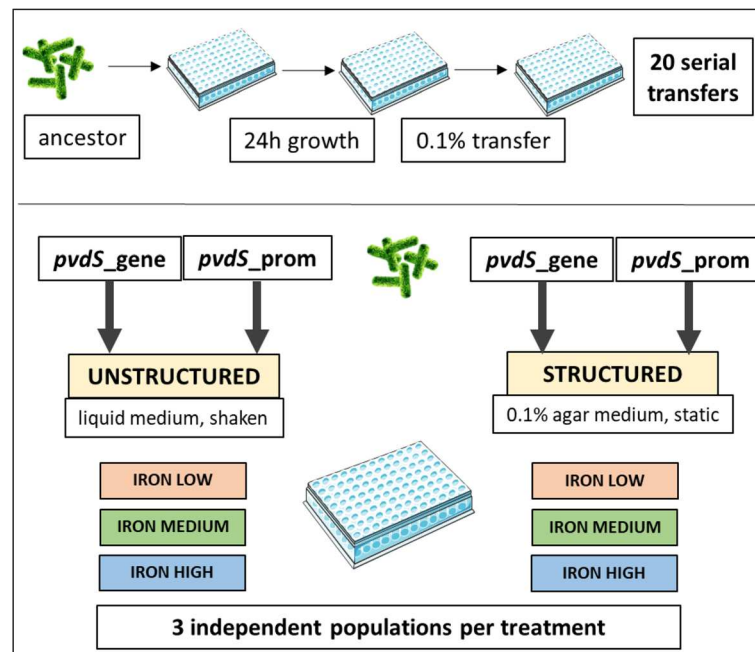 20 serial
transfers
ancestor
24h growth
0.1% transfer
pvdS_gene
pvdS_prom
pvdS_gene
pvdS_prom
UNSTRUCTURED
STRUCTURED
liquid medium, shaken
0.1% agar medium, static
IRON LOW
IRON LOW
IRON MEDIUM
IRON MEDIUM
IRON HIGH
IRON HIGH
3 independent populations per treatment